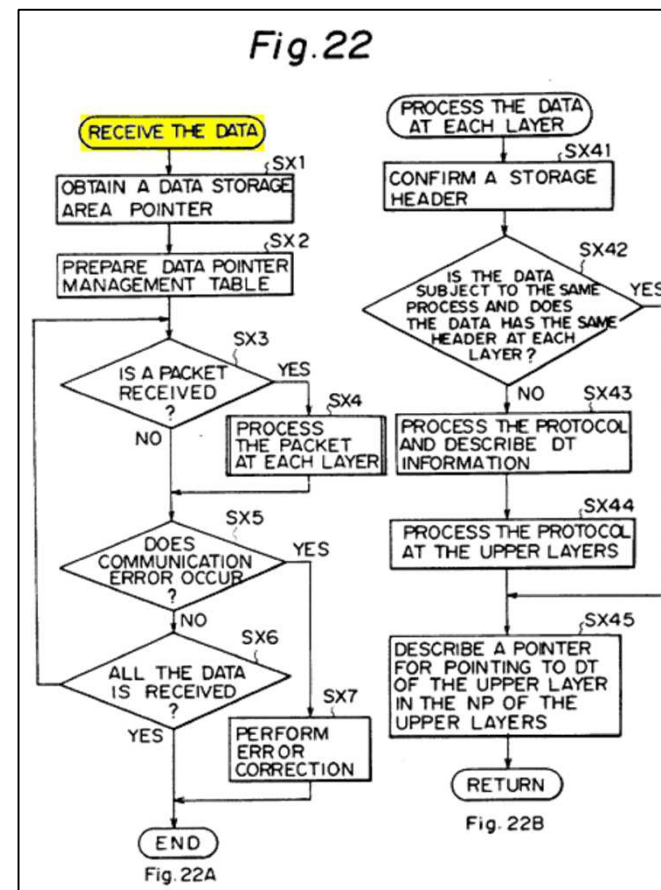 Fig.22
RECEIVE THE DATA
SX1
OBTAIN A DATA STORAGE
AREA POINTER
SX2
PREPARE DATA POINTER
MANAGEMENT TABLE
SX3
IS A PACKET
RECEIVED
?
YES
NO
SX4
PROCESS
THE PACKET
AT EACH LAYER
SX5
DOES
COMMUNICATION
ERROR OCCUR
?
YES
NO
SX6
ALL THE DATA
IS RECEIVED
?
YES
SX7
PERFORM
ERROR
CORRECTION
END
Fig.22A
PROCESS THE DATA
AT EACH LAYER
SX41
CONFIRM A STORAGE
HEADER
SX42
IS THE DATA
SUBJECT TO THE SAME
PROCESS AND DOES
THE DATA HAS THE SAME
HEADER AT EACH
LAYER ?
YES
NO
SX43
PROCESS THE PROTOCOL
AND DESCRIBE DT
INFORMATION
SX44
PROCESS THE PROTOCOL
AT THE UPPER LAYERS
SX45
DESCRIBE A POINTER
FOR POINTING TO DT
OF THE UPPER LAYER
IN THE NP OF THE
UPPER LAYERS
RETURN
Fig. 22B